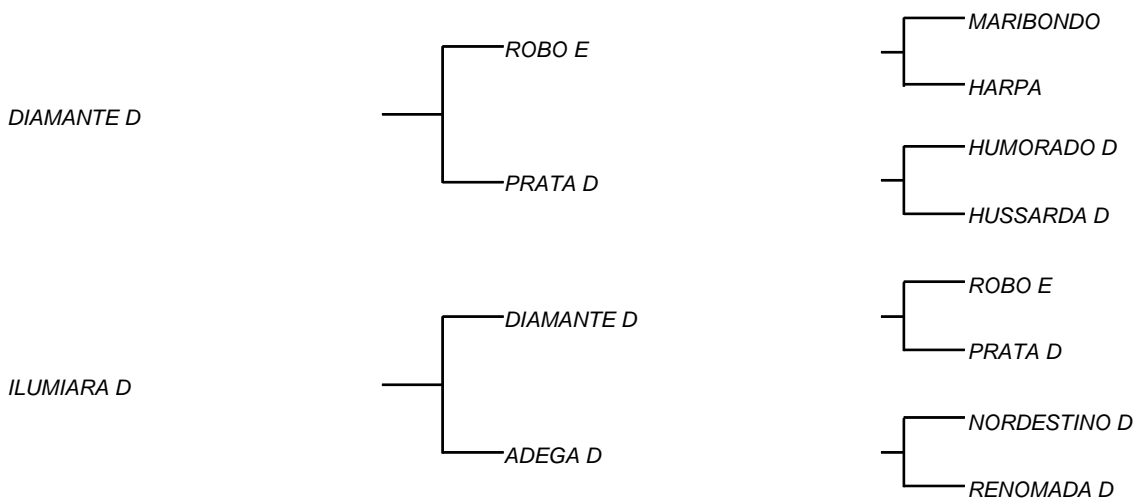 MARIBONDO
ROBO E
HARPA
DIAMANTE D
HUMORADO D
PRATA D
HUSSARDA D
ROBO E
DIAMANTE D
PRATA D
ILUMIARA D
NORDESTINO D
ADEGA D
RENOMADA D